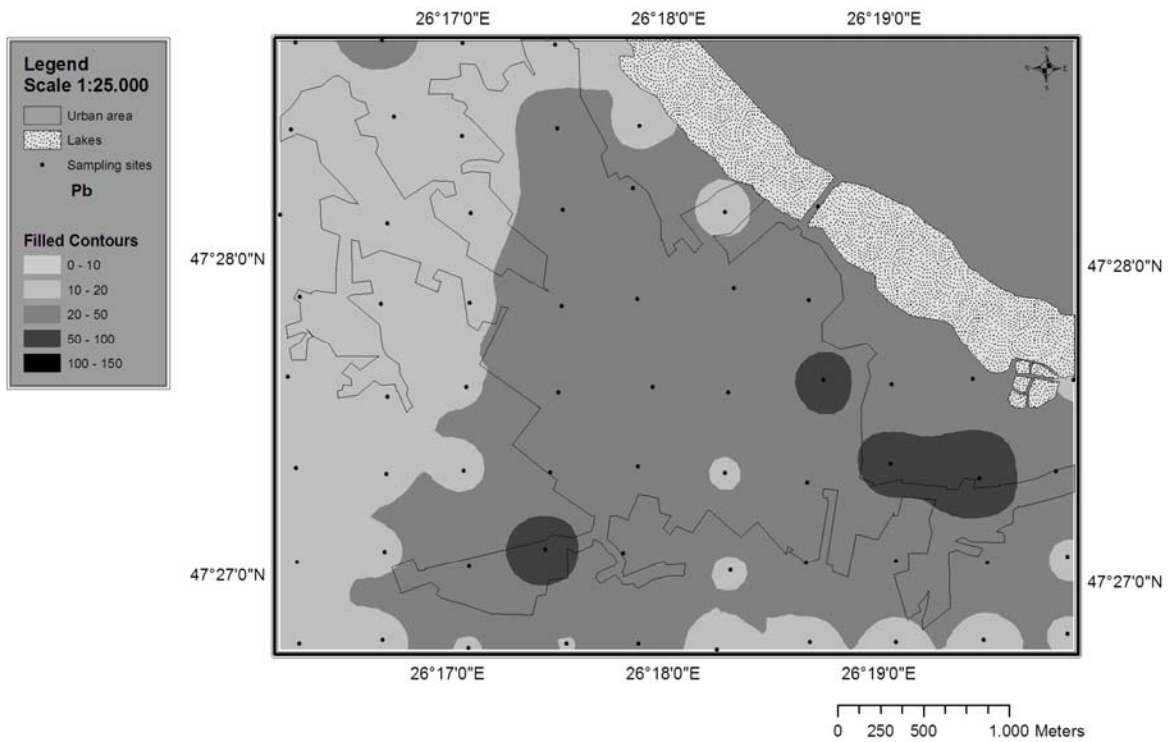 26°17'0"E 26°18'0"E 26°19'0"E
Legend
Scale 1:25.000
Urban area
Lakes
Sampling sites
Pb
Filled Contours
0 - 10
10 - 20
20 - 50
50 - 100
100 - 150
N
E
S
47°28'0"N 47°28'0"N
47°27'0"N 47°27'0"N
26°17'0"E 26°18'0"E 26°19'0"E
0 250 500 1.000 Meters